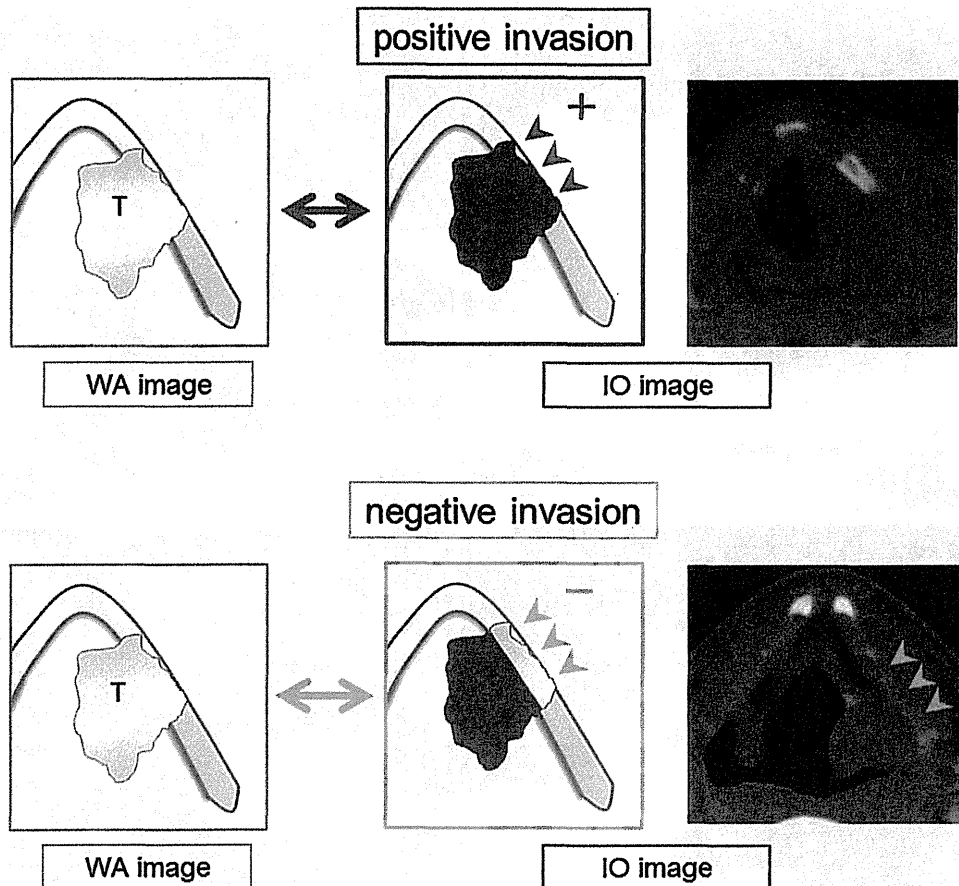 positive invasion
T
+
WA image
IO image
negative invasion
T
−
WA image
IO image